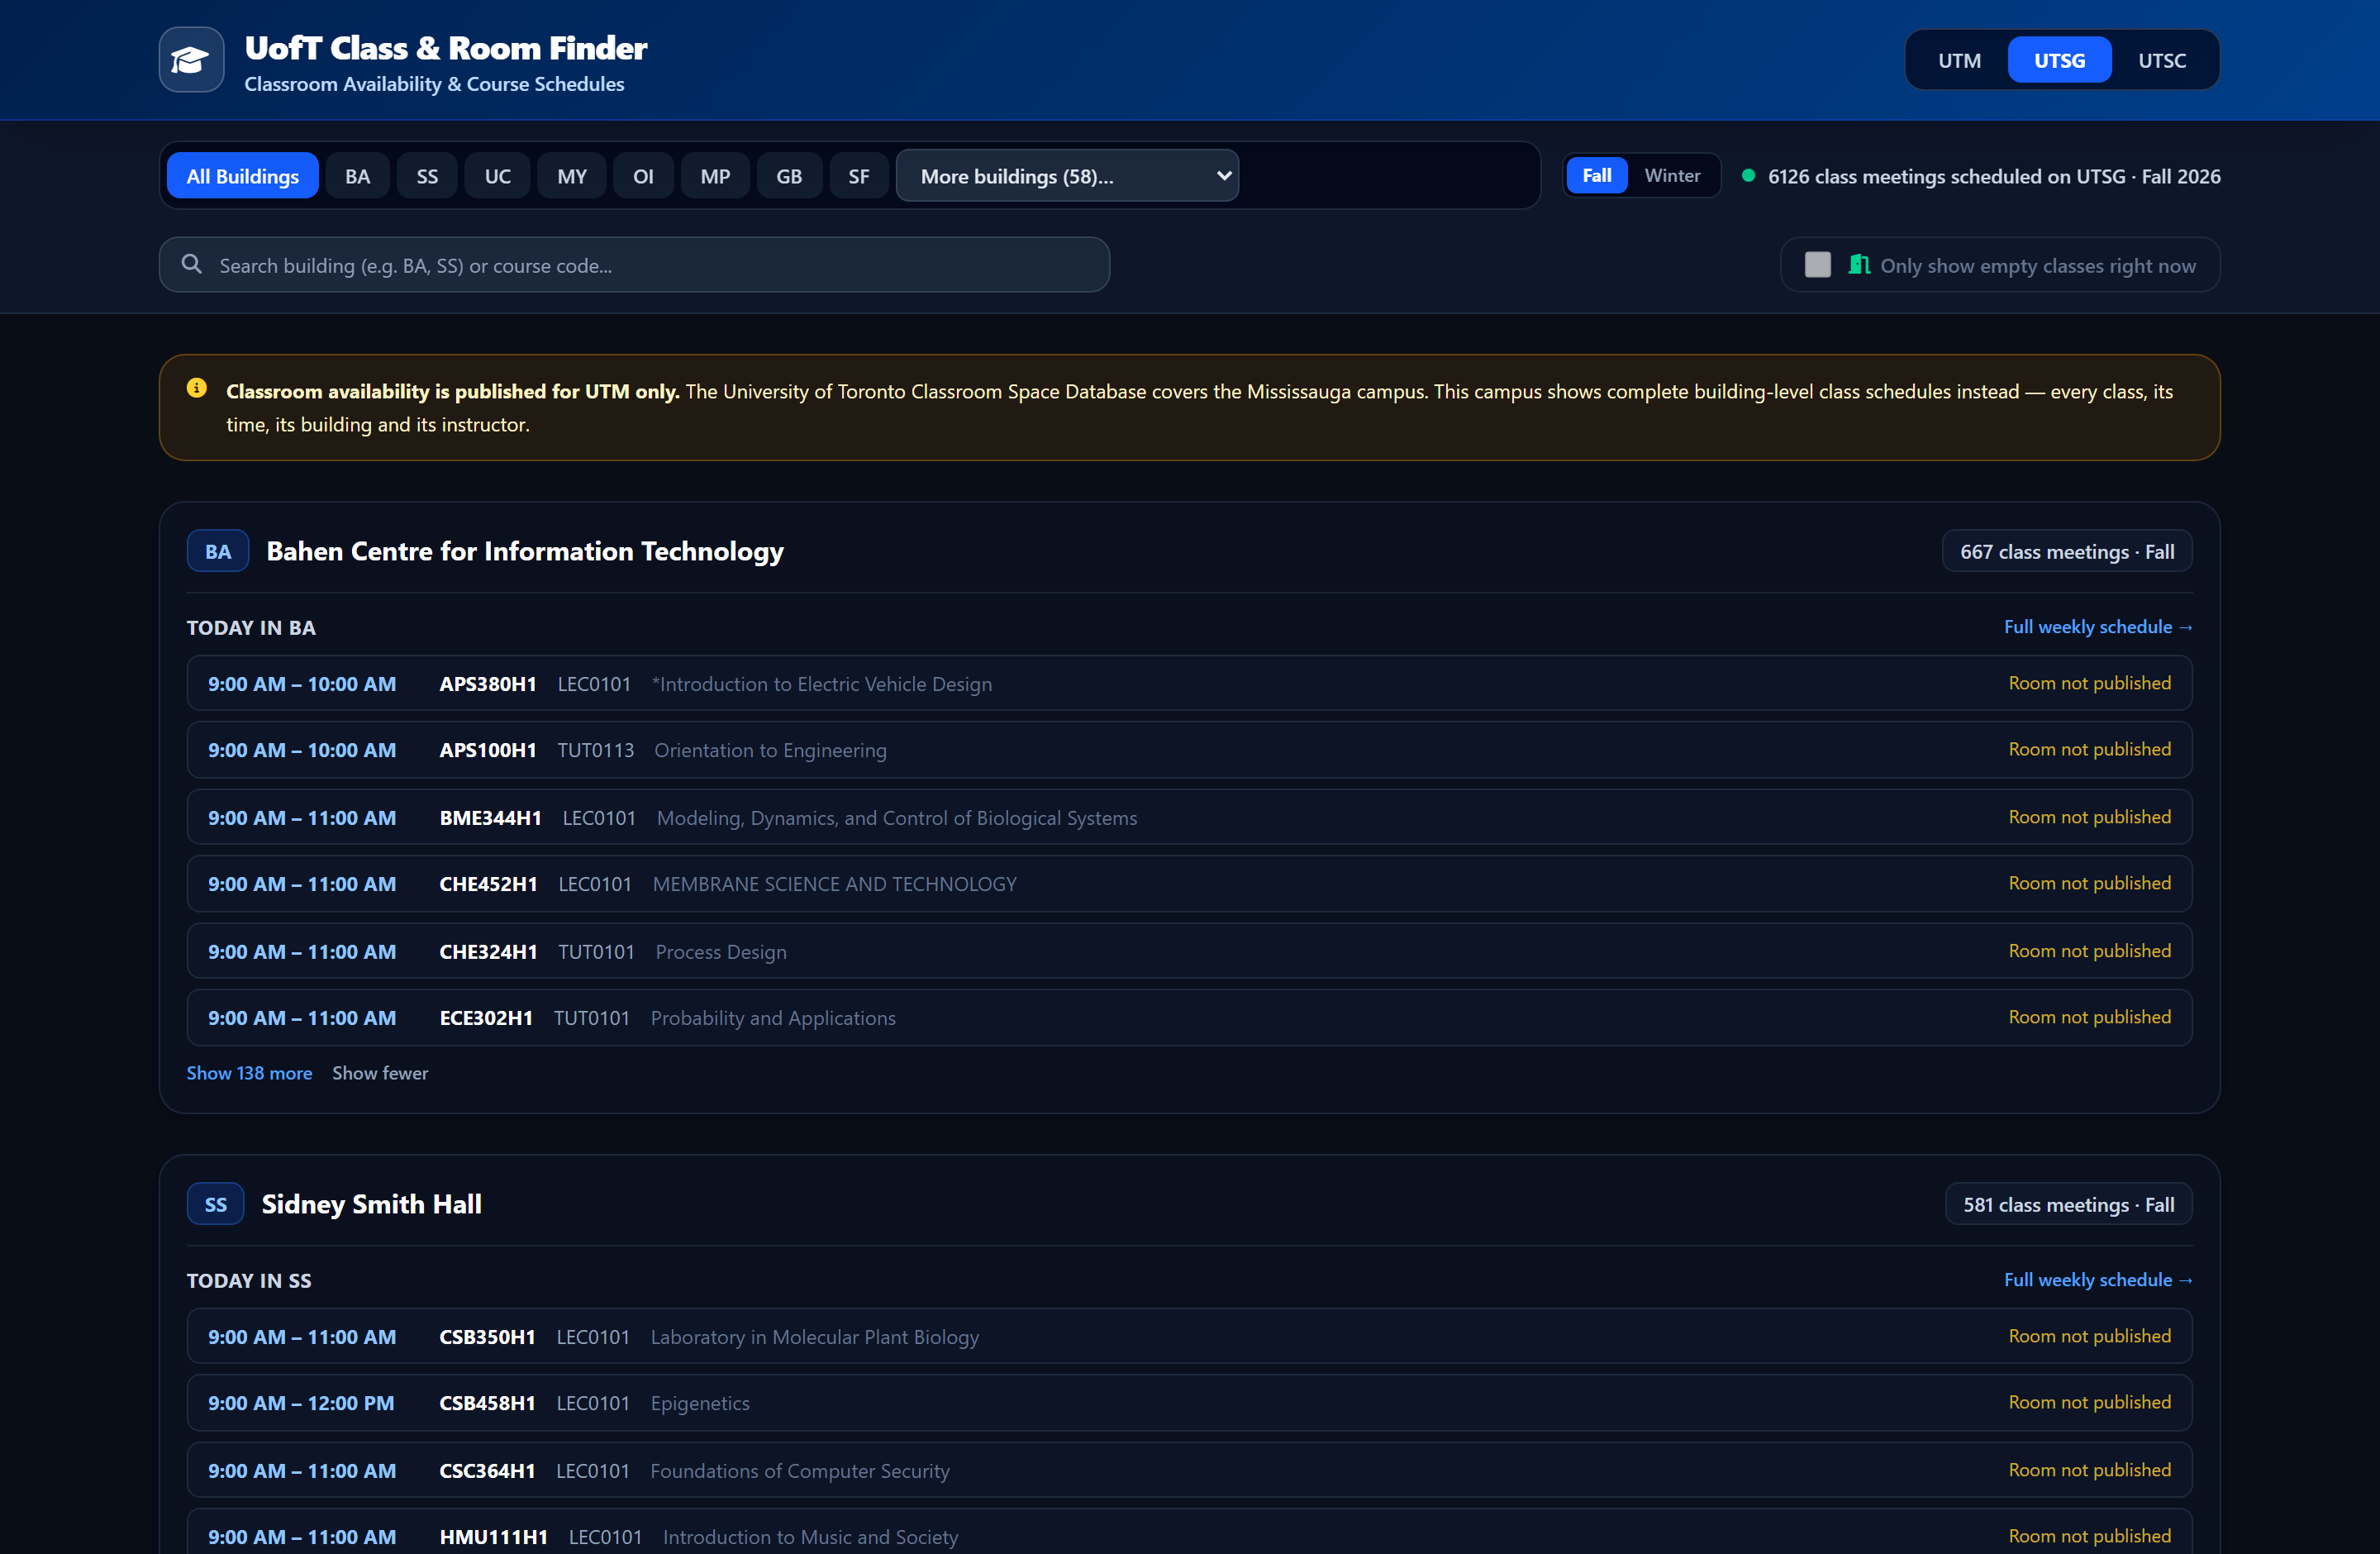 UofT Class & Room Finder
Classroom Availability & Course Schedules
UTM UTSG UTSC
All Buildings BA SS UC MY OI MP GB SF More buildings (58)... Fall Winter 6126 class meetings scheduled on UTSG · Fall 2026
Search building (e.g. BA, SS) or course code... Only show empty classes right now
Classroom availability is published for UTM only. The University of Toronto Classroom Space Database covers the Mississauga campus. This campus shows complete building-level class schedules instead — every class, its
time, its building and its instructor.
BA Bahen Centre for Information Technology 667 class meetings · Fall
TODAY IN BA Full weekly schedule →
9:00 AM – 10:00 AM APS380H1 LEC0101 *Introduction to Electric Vehicle Design Room not published
9:00 AM – 10:00 AM APS100H1 TUT0113 Orientation to Engineering Room not published
9:00 AM – 11:00 AM BME344H1 LEC0101 Modeling, Dynamics, and Control of Biological Systems Room not published
9:00 AM – 11:00 AM CHE452H1 LEC0101 MEMBRANE SCIENCE AND TECHNOLOGY Room not published
9:00 AM – 11:00 AM CHE324H1 TUT0101 Process Design Room not published
9:00 AM – 11:00 AM ECE302H1 TUT0101 Probability and Applications Room not published
Show 138 more Show fewer
SS Sidney Smith Hall 581 class meetings · Fall
TODAY IN SS Full weekly schedule →
9:00 AM – 11:00 AM CSB350H1 LEC0101 Laboratory in Molecular Plant Biology Room not published
9:00 AM – 12:00 PM CSB458H1 LEC0101 Epigenetics Room not published
9:00 AM – 11:00 AM CSC364H1 LEC0101 Foundations of Computer Security Room not published
9:00 AM – 11:00 AM HMU111H1 LEC0101 Introduction to Music and Society Room not published